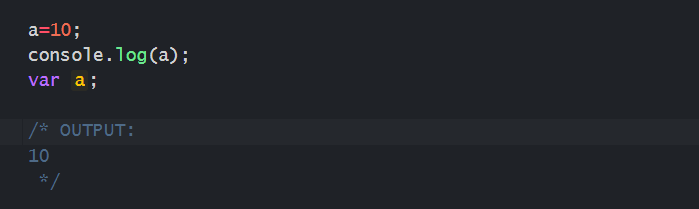 a=10;
console.log(a);
var a;
/* OUTPUT:
10
*/